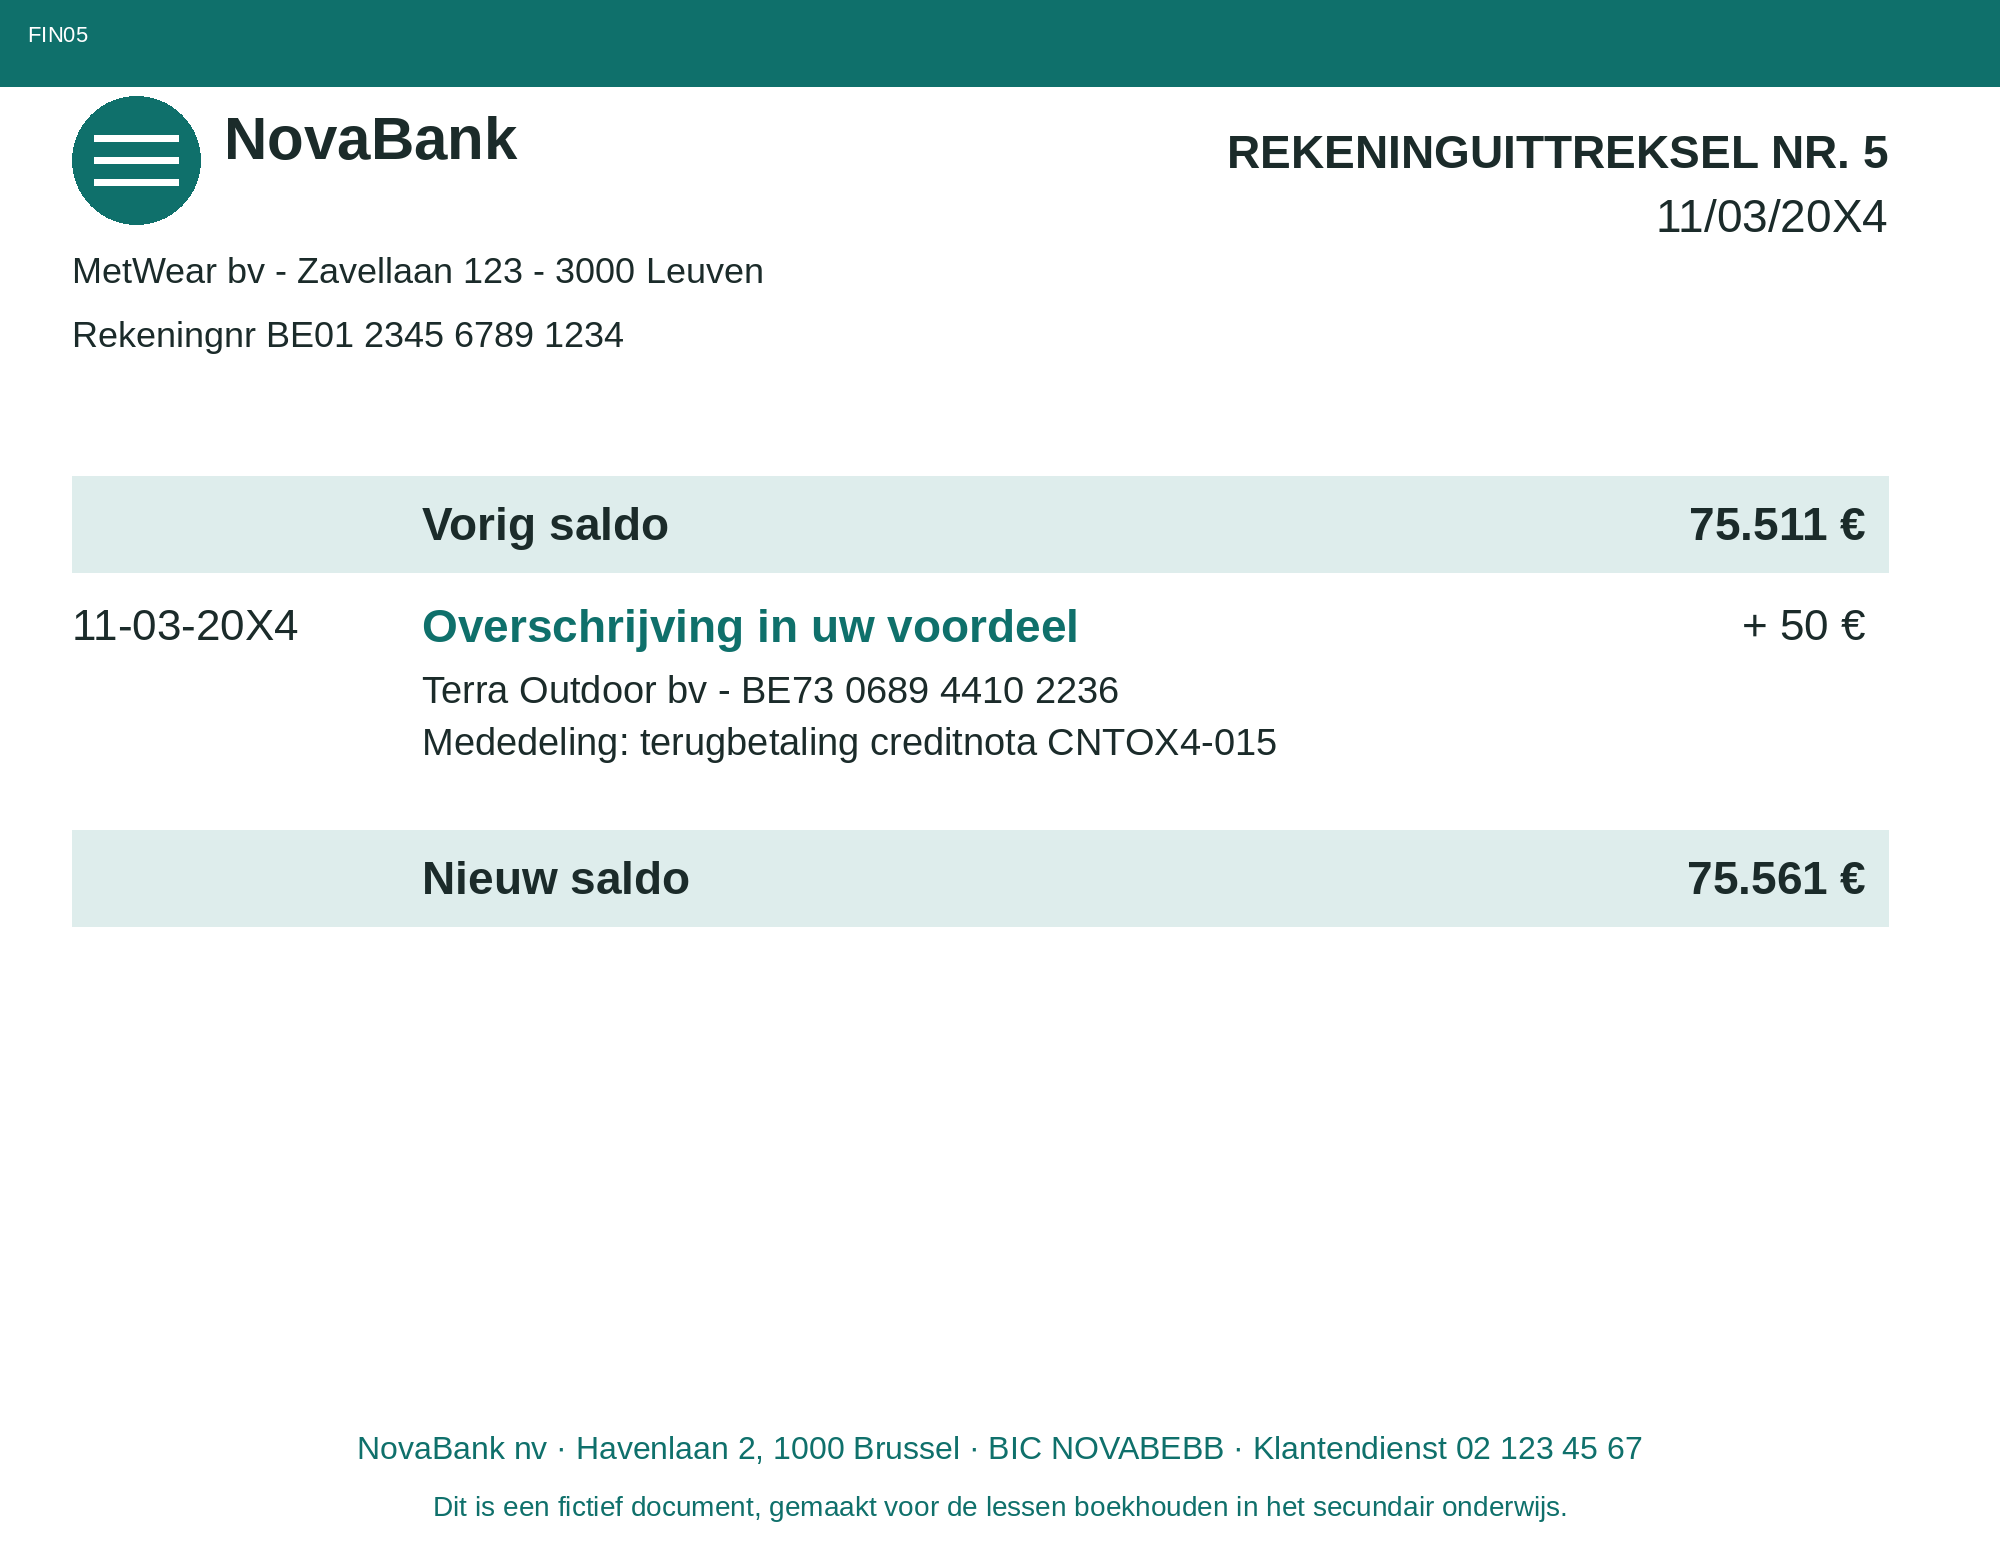 FIN05
NovaBank
REKENINGUITTREKSEL NR. 5
11/03/20X4
MetWear bv - Zavellaan 123 - 3000 Leuven
Rekeningnr BE01 2345 6789 1234
Vorig saldo 75.511 €
11-03-20X4 Overschrijving in uw voordeel + 50 €
Terra Outdoor bv - BE73 0689 4410 2236
Mededeling: terugbetaling creditnota CNTOX4-015
Nieuw saldo 75.561 €
NovaBank nv · Havenlaan 2, 1000 Brussel · BIC NOVABEBB · Klantendienst 02 123 45 67
Dit is een fictief document, gemaakt voor de lessen boekhouden in het secundair onderwijs.